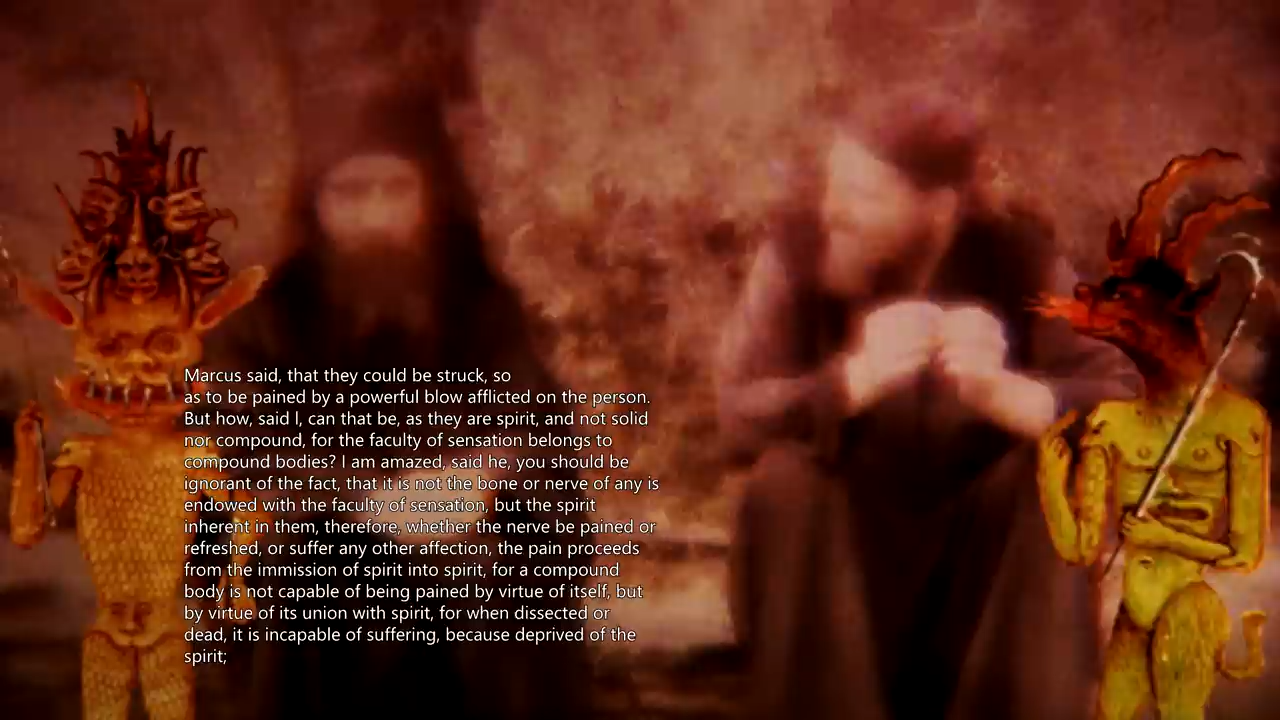 Marcus said, that they could be struck, so
as to be pained by a powerful blow afflicted on the person.
But how, said l, can that be, as they are spirit, and not solid
nor compound, for the faculty of sensation belongs to
compound bodies? I am amazed, said he, you should be
ignorant of the fact, that it is not the bone or nerve of any is
endowed with the faculty of sensation, but the spirit
inherent in them, therefore, whether the nerve be pained or
refreshed, or suffer any other affection, the pain proceeds
from the immission of spirit into spirit, for a compound
body is not capable of being pained by virtue of itself, but
by virtue of its union with spirit, for when dissected or
dead, it is incapable of suffering, because deprived of the
spirit;